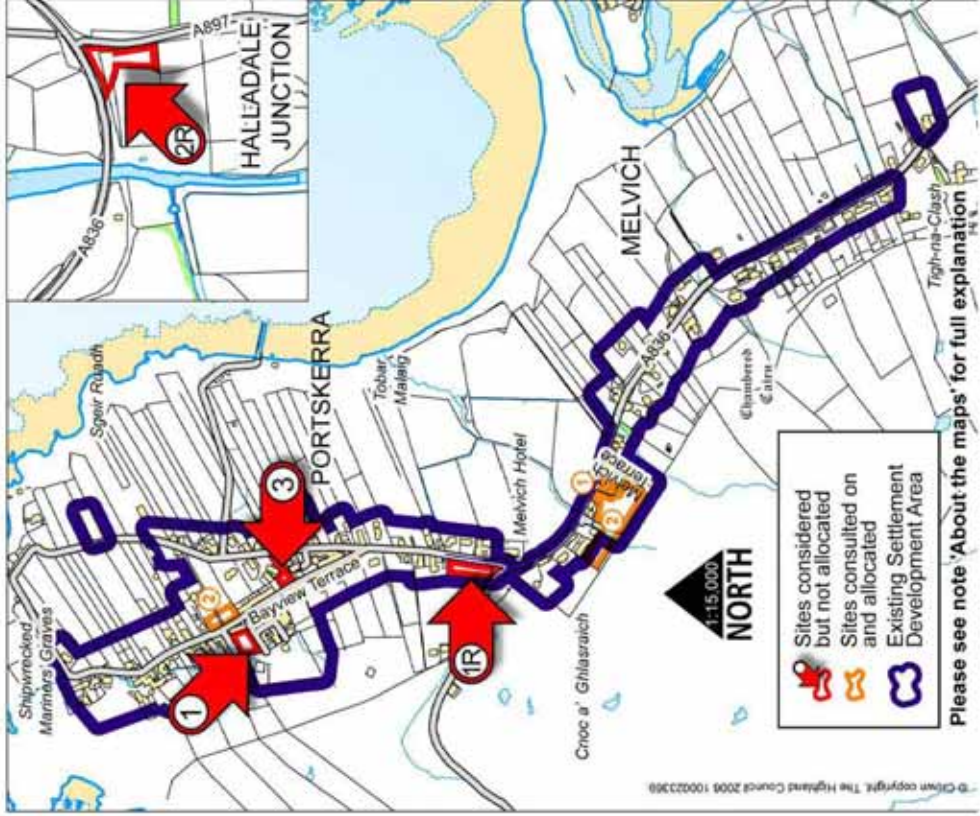 HALLADALE
JUNCTION
A897
A836
2R
Shipwrecked
Mariners' Graves
Sgeir Ruadh
PORTSKERRA
Tobar
Malaig
Bayview Terrace
1
2
3
1R
Melvich Hotel
MELVICH
A836
Melvich
Terrace
1
2
Cnoc a' Ghlasraich
Chambered
Cairn
Tigh-na-Clash
1:15,000
NORTH
Sites considered
but not allocated
Sites consulted on
and allocated
Existing Settlement
Development Area
Please see note 'About the maps' for full explanation
© Crown copyright. The Highland Council 2006 100023369